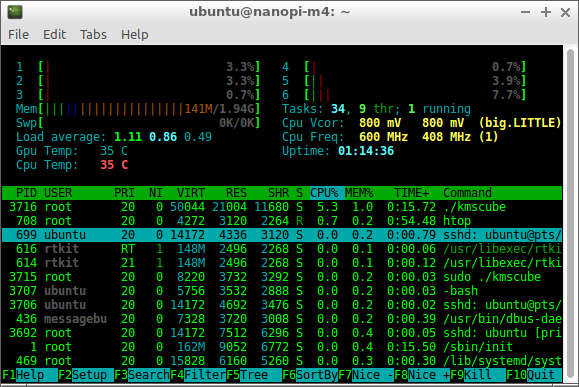 ubuntu@nanopi-m4: ~
File Edit Tabs Help
1 [| 3.3%] 4 [| 0.7%]
2 [| 3.3%] 5 [|| 3.9%]
3 [| 0.7%] 6 [||| 7.7%]
Mem[||||||||||||||||||||141M/1.94G] Tasks: 34, 9 thr; 1 running
Swp[ 0K/0K] Cpu Vcor: 800 mV 800 mV (big.LITTLE)
Load average: 1.11 0.86 0.49 Cpu Freq: 600 MHz 408 MHz (1)
Gpu Temp: 35 C Uptime: 01:14:36
Cpu Temp: 35 C
PID USER PRI NI VIRT RES SHR S CPU% MEM% TIME+ Command
3716 root 20 0 50044 21004 11680 S 5.3 1.0 0:15.72 ./kmscube
708 root 20 0 4272 3120 2264 R 0.7 0.2 0:54.48 htop
699 ubuntu 20 0 14172 4336 3120 S 0.0 0.2 0:00.79 sshd: ubuntu@pts/
616 rtkit RT 1 148M 2496 2268 S 0.0 0.1 0:00.06 /usr/libexec/rtki
614 rtkit 21 1 148M 2496 2268 S 0.0 0.1 0:00.12 /usr/libexec/rtki
3715 root 20 0 8220 3732 3292 S 0.0 0.2 0:00.03 sudo ./kmscube
3707 ubuntu 20 0 5756 3532 2888 S 0.0 0.2 0:00.03 -bash
3706 ubuntu 20 0 14172 4692 3476 S 0.0 0.2 0:00.02 sshd: ubuntu@pts/
436 messagebu 20 0 7328 3720 3008 S 0.0 0.2 0:00.39 /usr/bin/dbus-dae
3692 root 20 0 14172 7512 6296 S 0.0 0.4 0:00.05 sshd: ubuntu [pri
1 root 20 0 162M 9052 6772 S 0.0 0.4 0:15.50 /sbin/init
469 root 20 0 15828 6160 5260 S 0.0 0.3 0:00.30 /lib/systemd/syst
F1Help F2Setup F3Search F4Filter F5Tree F6SortBy F7Nice - F8Nice + F9Kill F10Quit